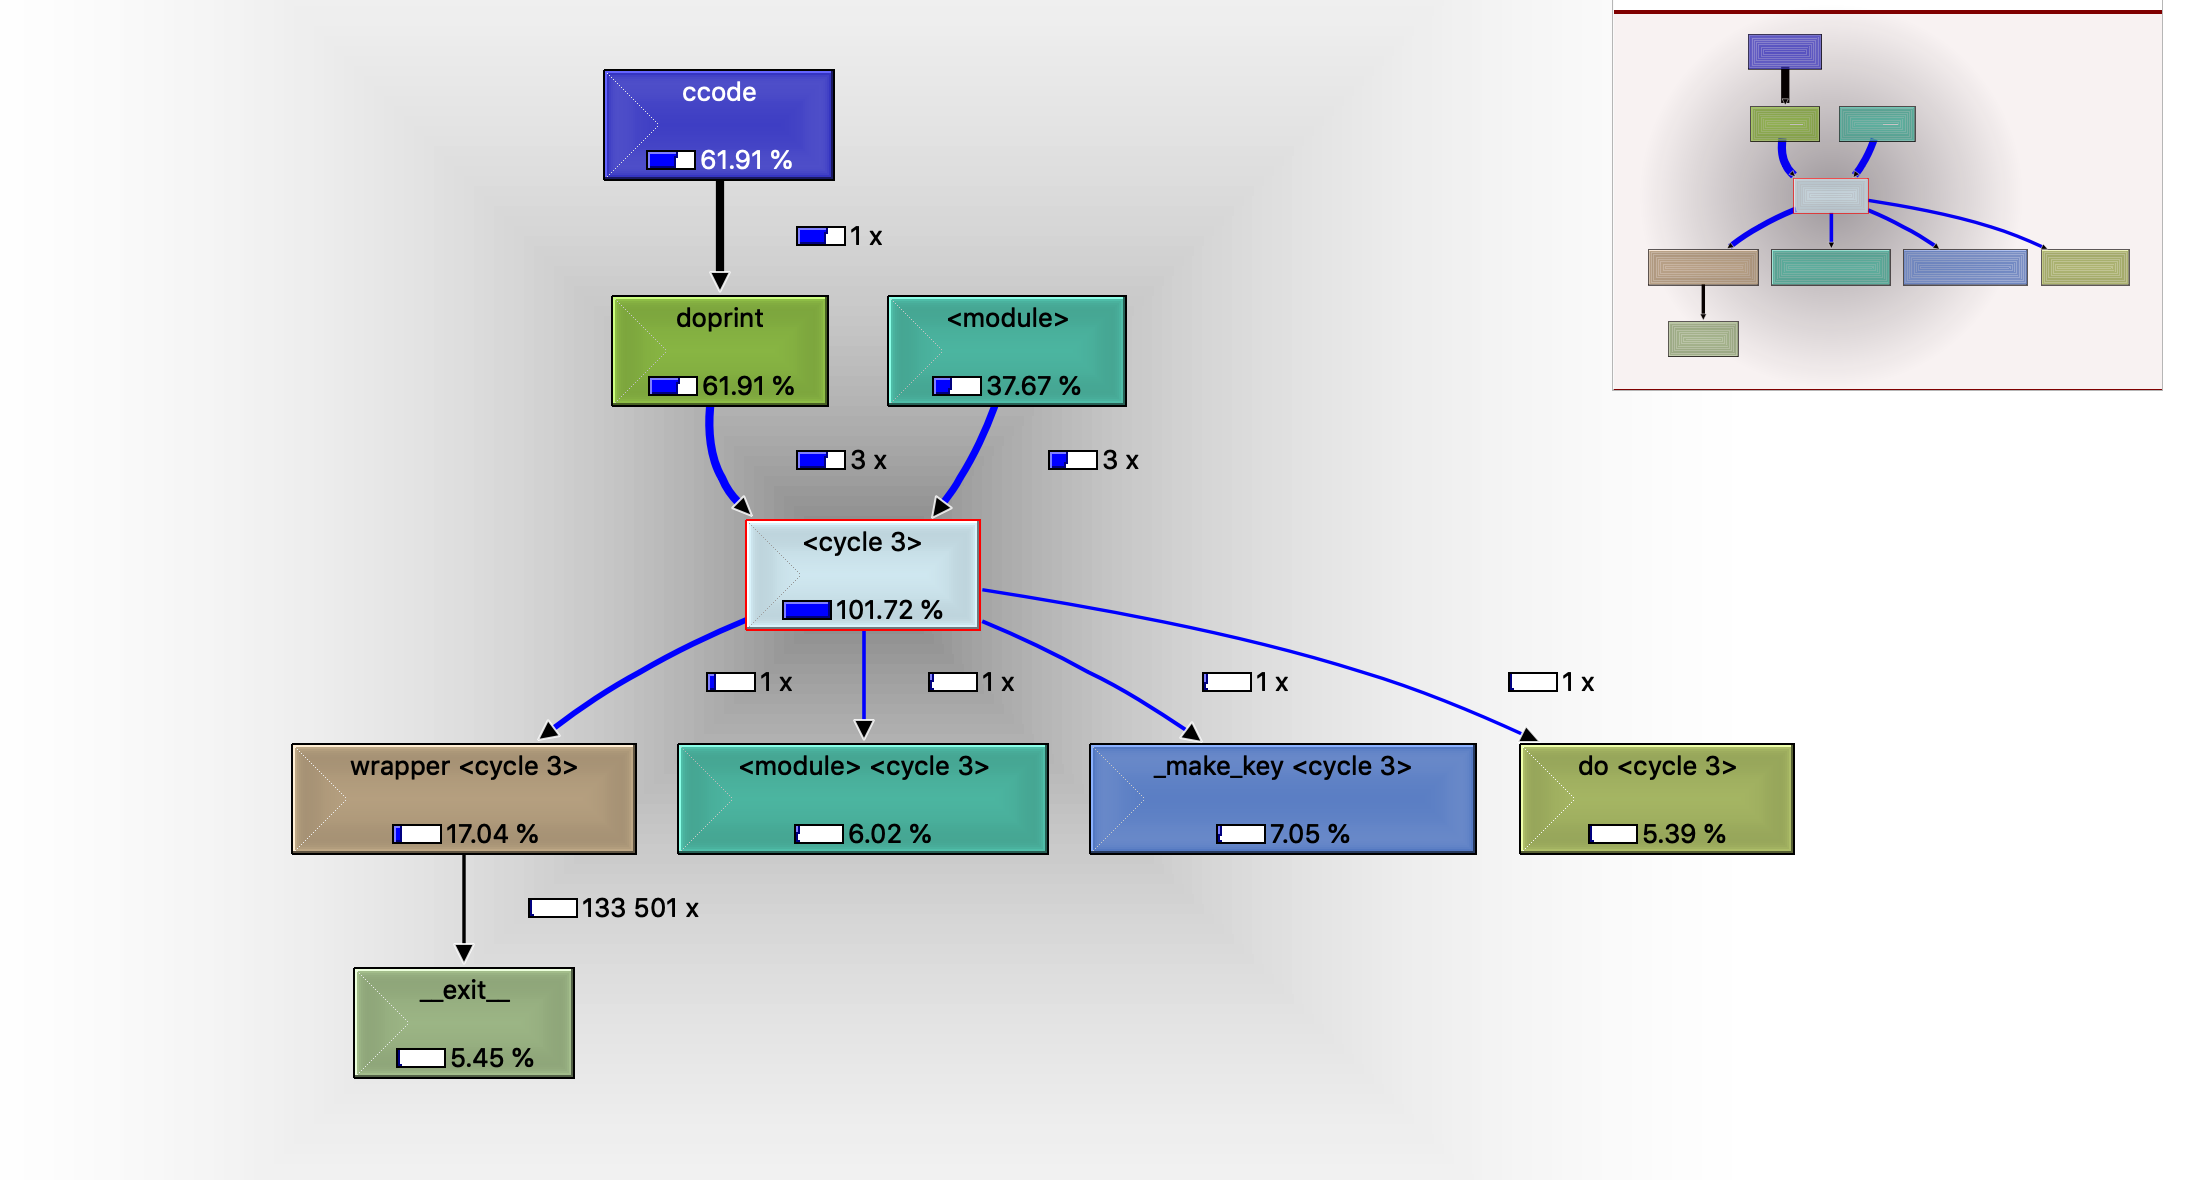 ccode
61.91 %
1 x
doprint
61.91 %
<module>
37.67 %
3 x
3 x
<cycle 3>
101.72 %
1 x
1 x
1 x
1 x
wrapper <cycle 3>
17.04 %
<module> <cycle 3>
6.02 %
_make_key <cycle 3>
7.05 %
do <cycle 3>
5.39 %
133 501 x
__exit__
5.45 %